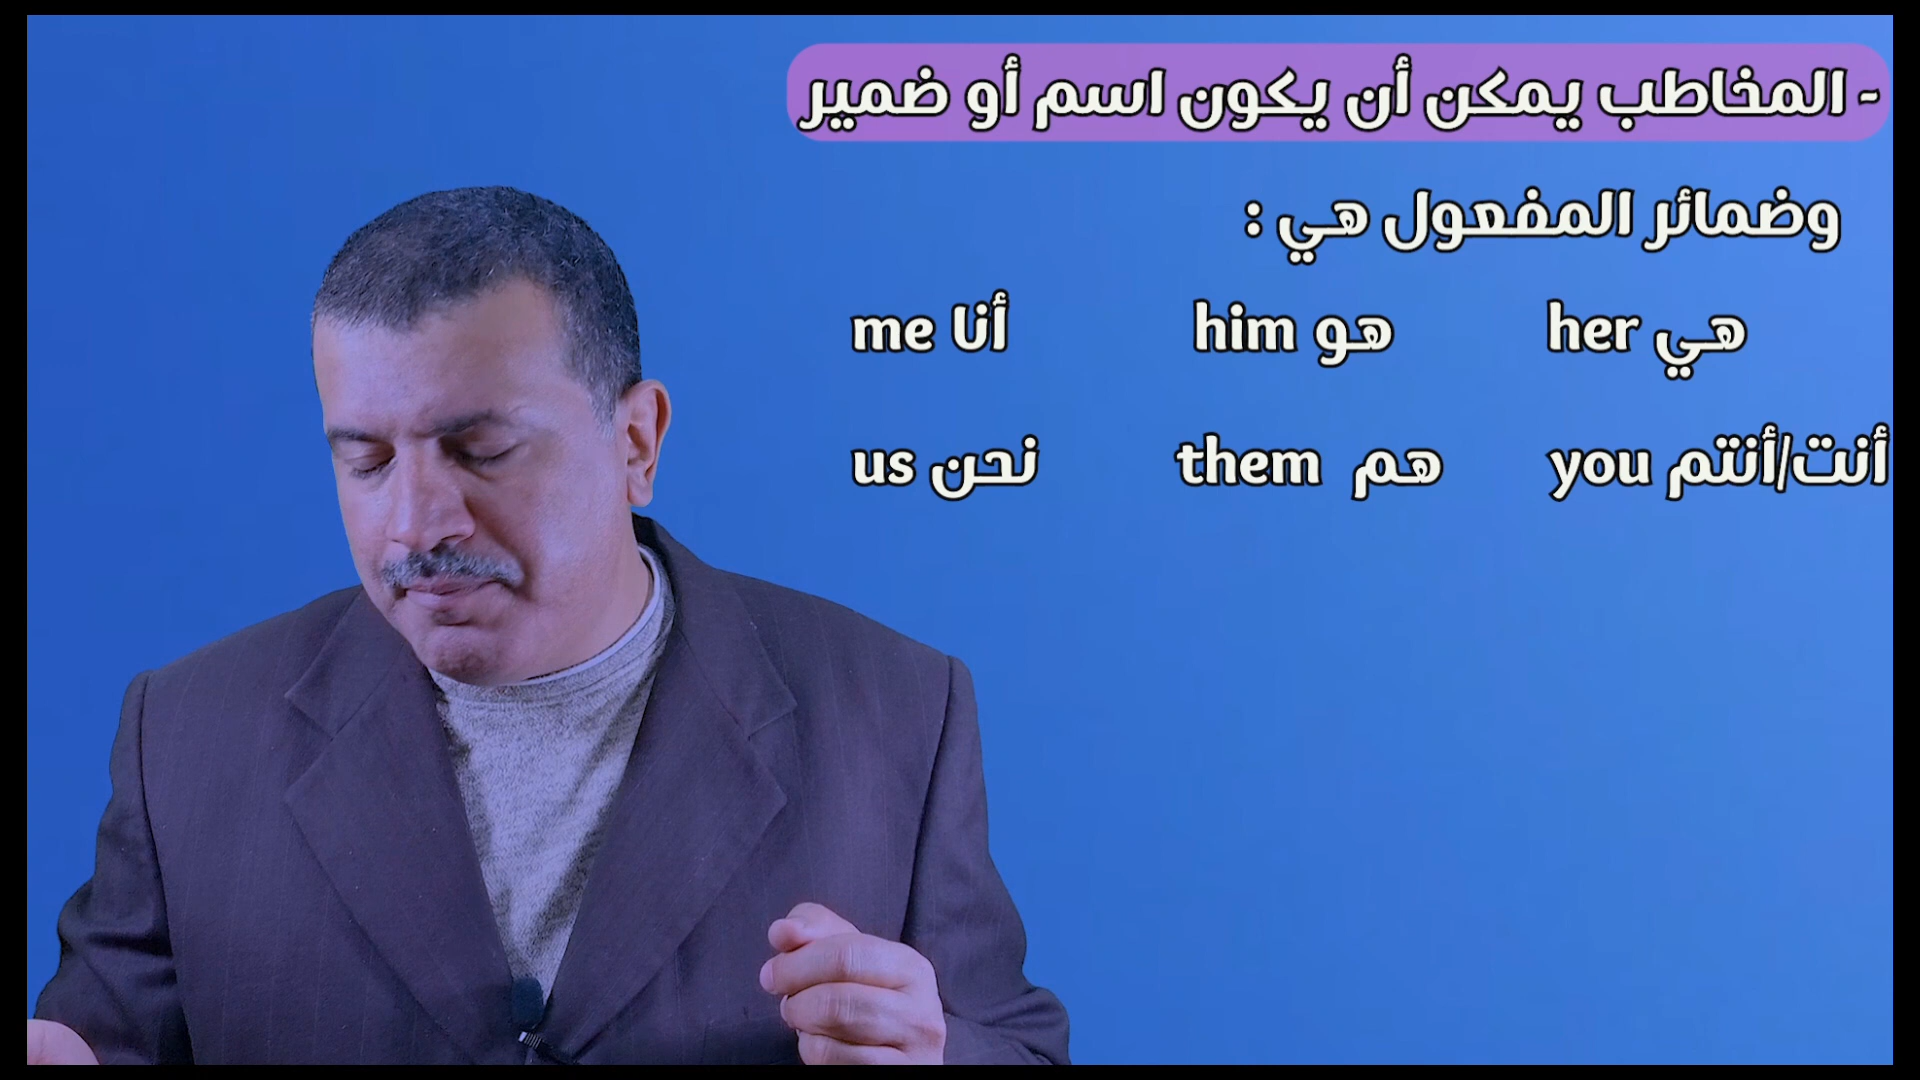 - المخاطب يمكن أن يكون اسم أو ضمير
وضمائر المفعول هي :
هي her هو him أنا me
أنت/أنتم you هم them نحن us